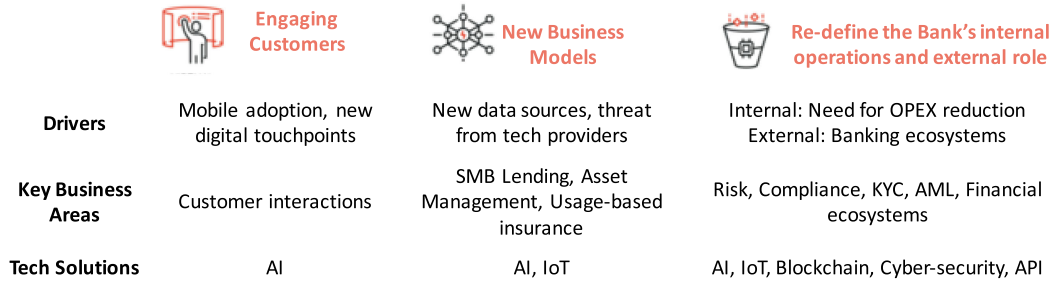 Engaging
Customers
New Business
Models
Re-define the Bank's internal
operations and external role
Drivers
Mobile adoption, new
digital touchpoints
New data sources, threat
from tech providers
Internal: Need for OPEX reduction
External: Banking ecosystems
Key Business
Areas
Customer interactions
SMB Lending, Asset
Management, Usage-based
insurance
Risk, Compliance, KYC, AML, Financial
ecosystems
Tech Solutions
AI
AI, IoT
AI, IoT, Blockchain, Cyber-security, API